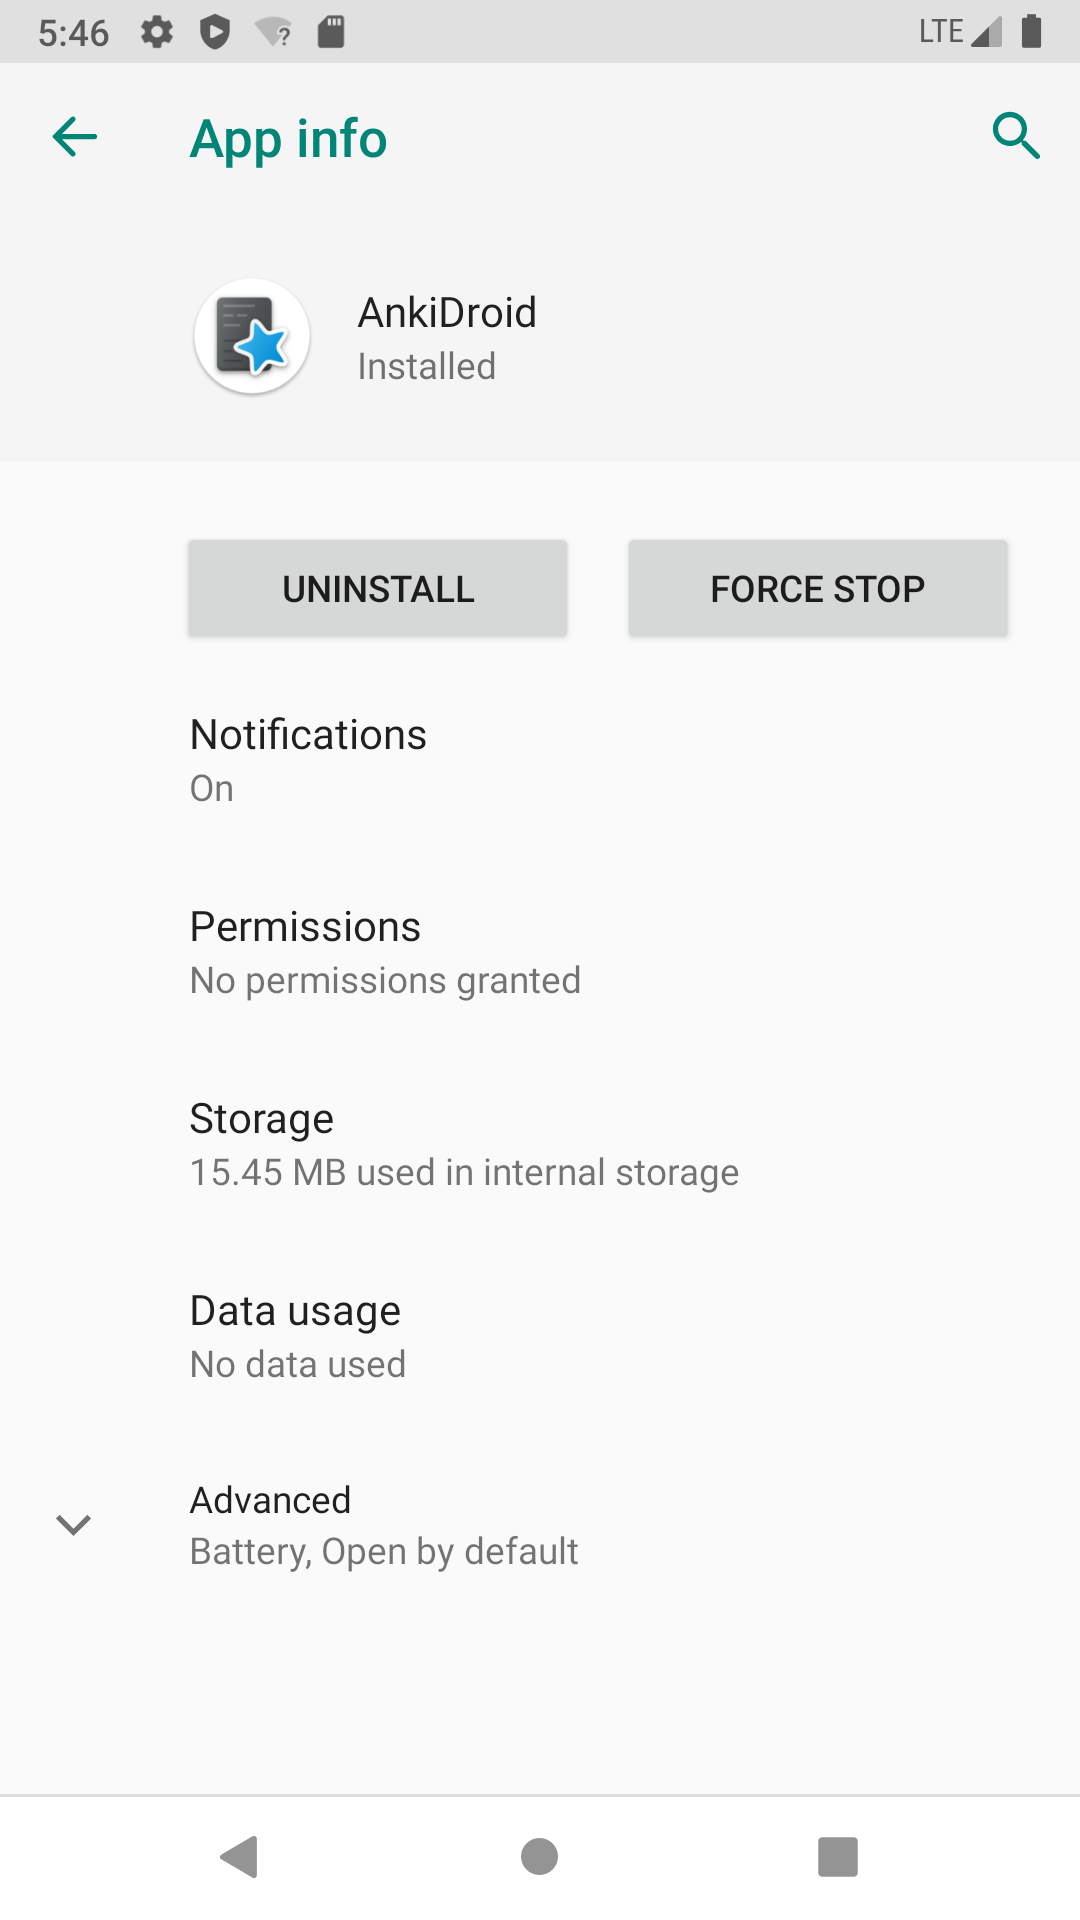 5:46
LTE
App info
AnkiDroid
Installed
UNINSTALL
FORCE STOP
Notifications
On
Permissions
No permissions granted
Storage
15.45 MB used in internal storage
Data usage
No data used
Advanced
Battery, Open by default